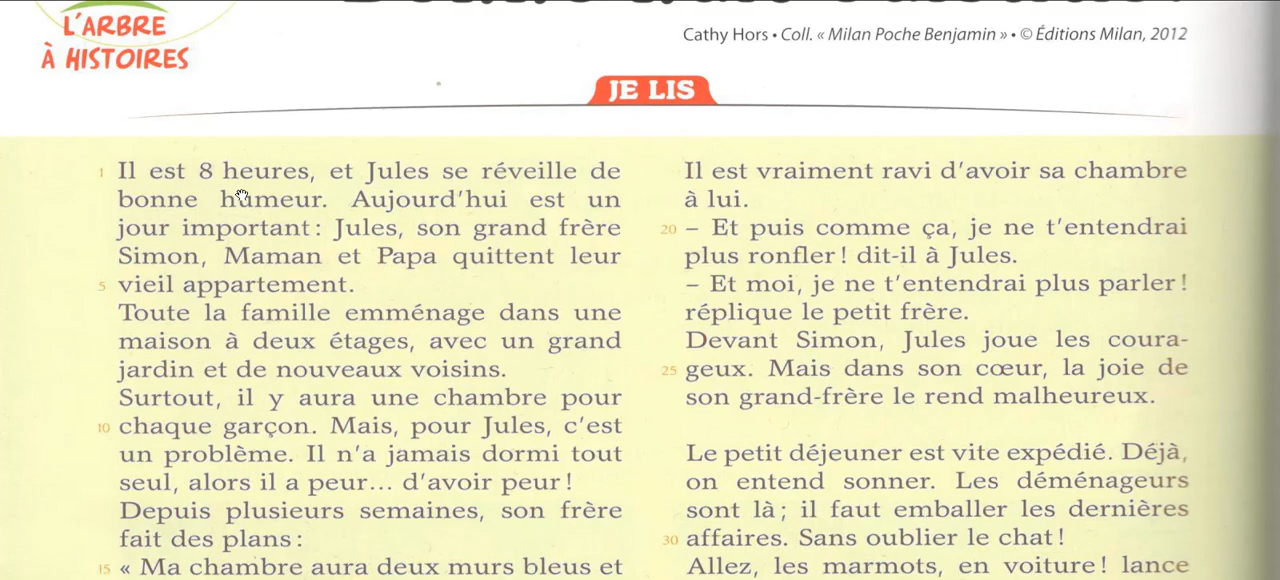 L'ARBRE
À HISTOIRES
Cathy Hors • Coll. « Milan Poche Benjamin » • © Éditions Milan, 2012
JE LIS
1 Il est 8 heures, et Jules se réveille de
bonne humeur. Aujourd'hui est un
jour important : Jules, son grand frère
Simon, Maman et Papa quittent leur
5 vieil appartement.
Toute la famille emménage dans une
maison à deux étages, avec un grand
jardin et de nouveaux voisins.
Surtout, il y aura une chambre pour
10 chaque garçon. Mais, pour Jules, c'est
un problème. Il n'a jamais dormi tout
seul, alors il a peur... d'avoir peur !
Depuis plusieurs semaines, son frère
fait des plans :
15 « Ma chambre aura deux murs bleus et
Il est vraiment ravi d'avoir sa chambre
à lui.
20 – Et puis comme ça, je ne t'entendrai
plus ronfler ! dit-il à Jules.
– Et moi, je ne t'entendrai plus parler !
réplique le petit frère.
Devant Simon, Jules joue les coura-
25 geux. Mais dans son cœur, la joie de
son grand-frère le rend malheureux.
Le petit déjeuner est vite expédié. Déjà,
on entend sonner. Les déménageurs
sont là ; il faut emballer les dernières
30 affaires. Sans oublier le chat !
Allez, les marmots, en voiture ! lance